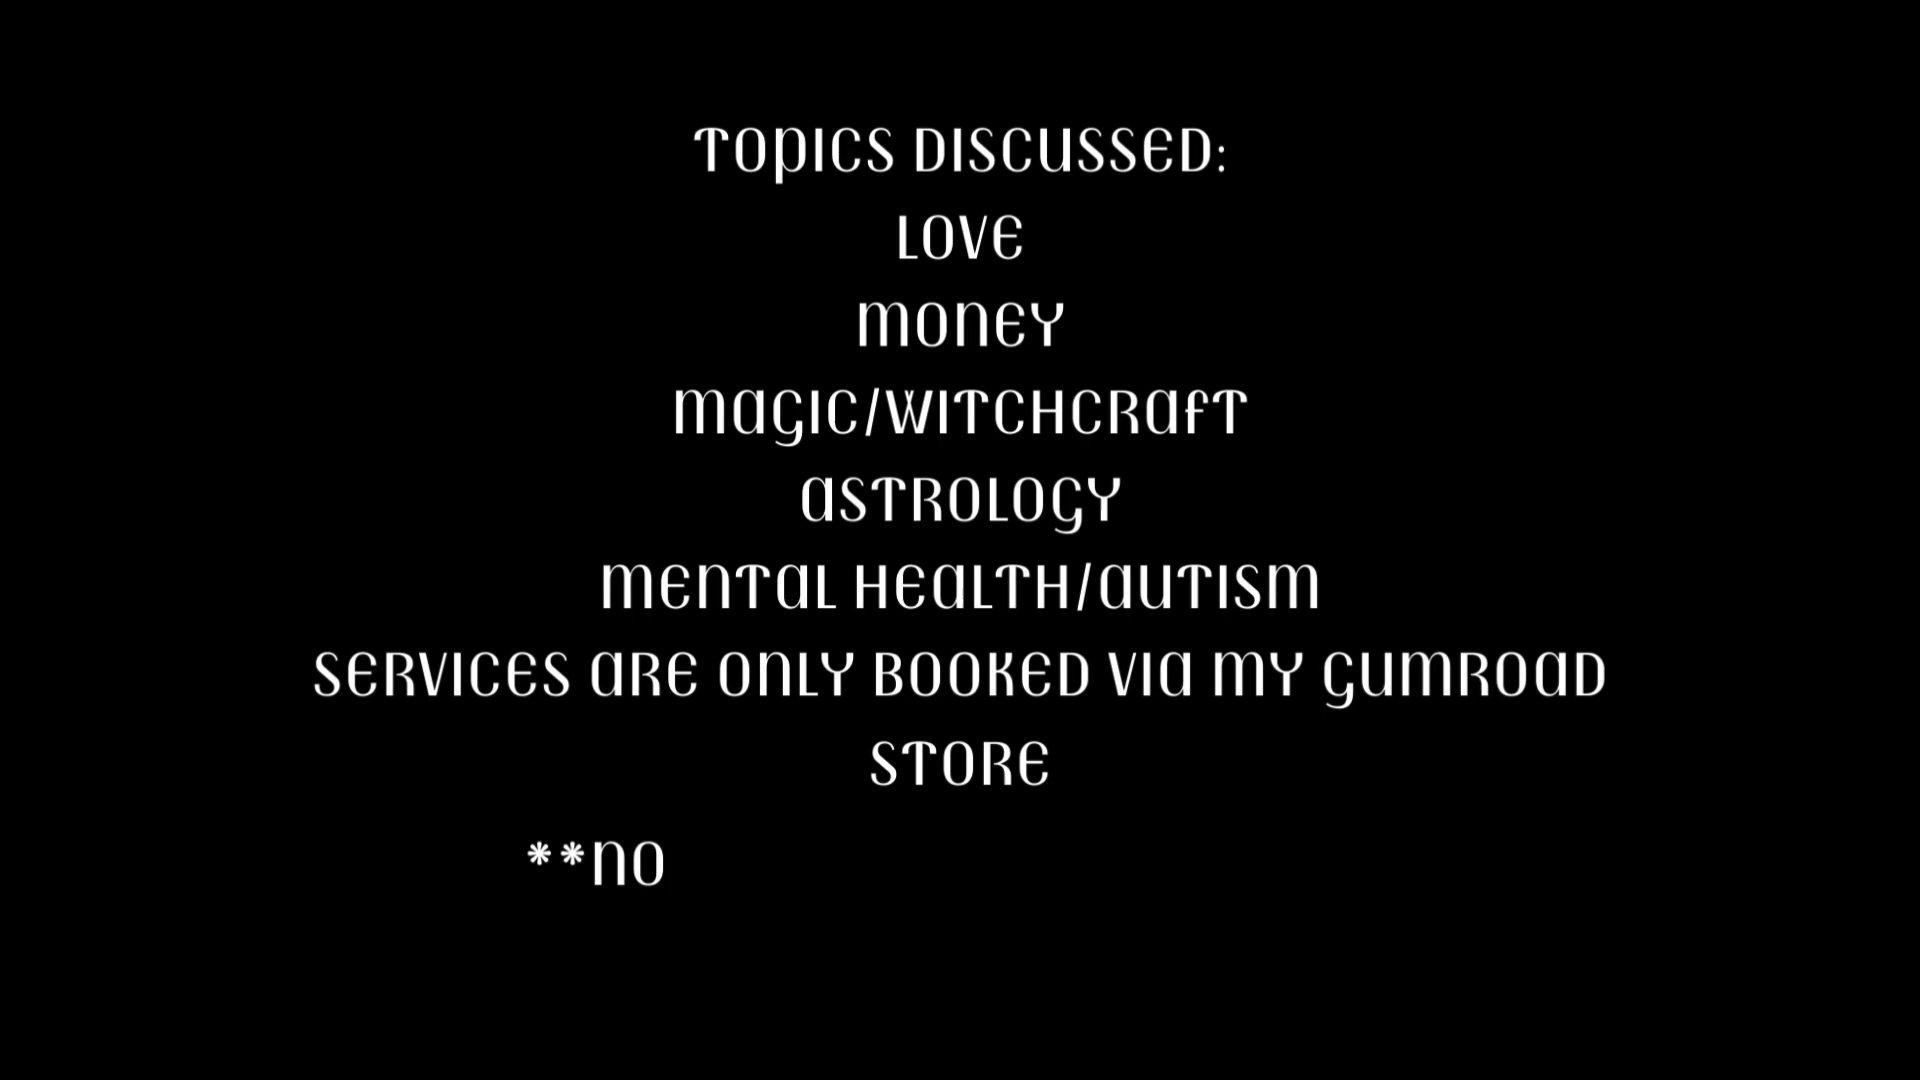 TOPICS DISCUSSED:
LOVE
MONEY
MAGIC/WITCHCRAFT
ASTROLOGY
MENTAL HEALTH/AUTISM
SERVICES ARE ONLY BOOKED VIA MY GUMROAD
STORE
**NO